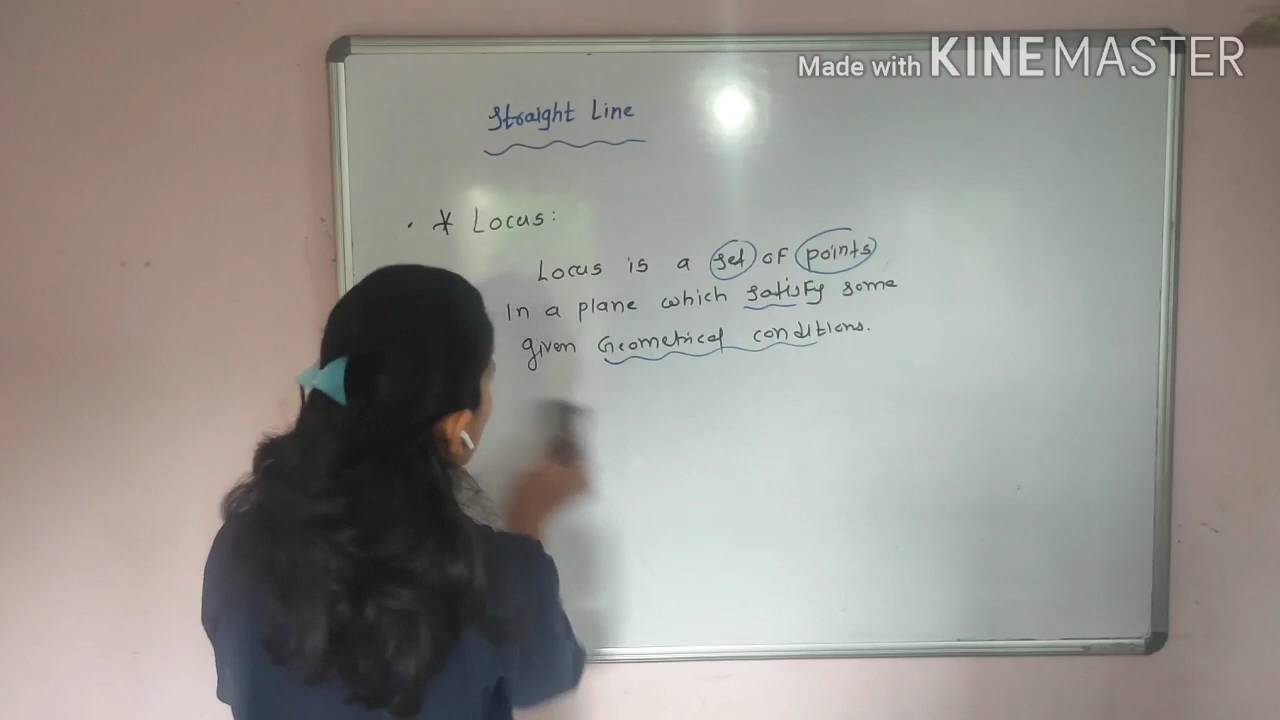 Made with KINEMASTER
Straight Line
* Locus:
Locus is a set of points
In a plane which satisfy some
given Geometrical conditions.